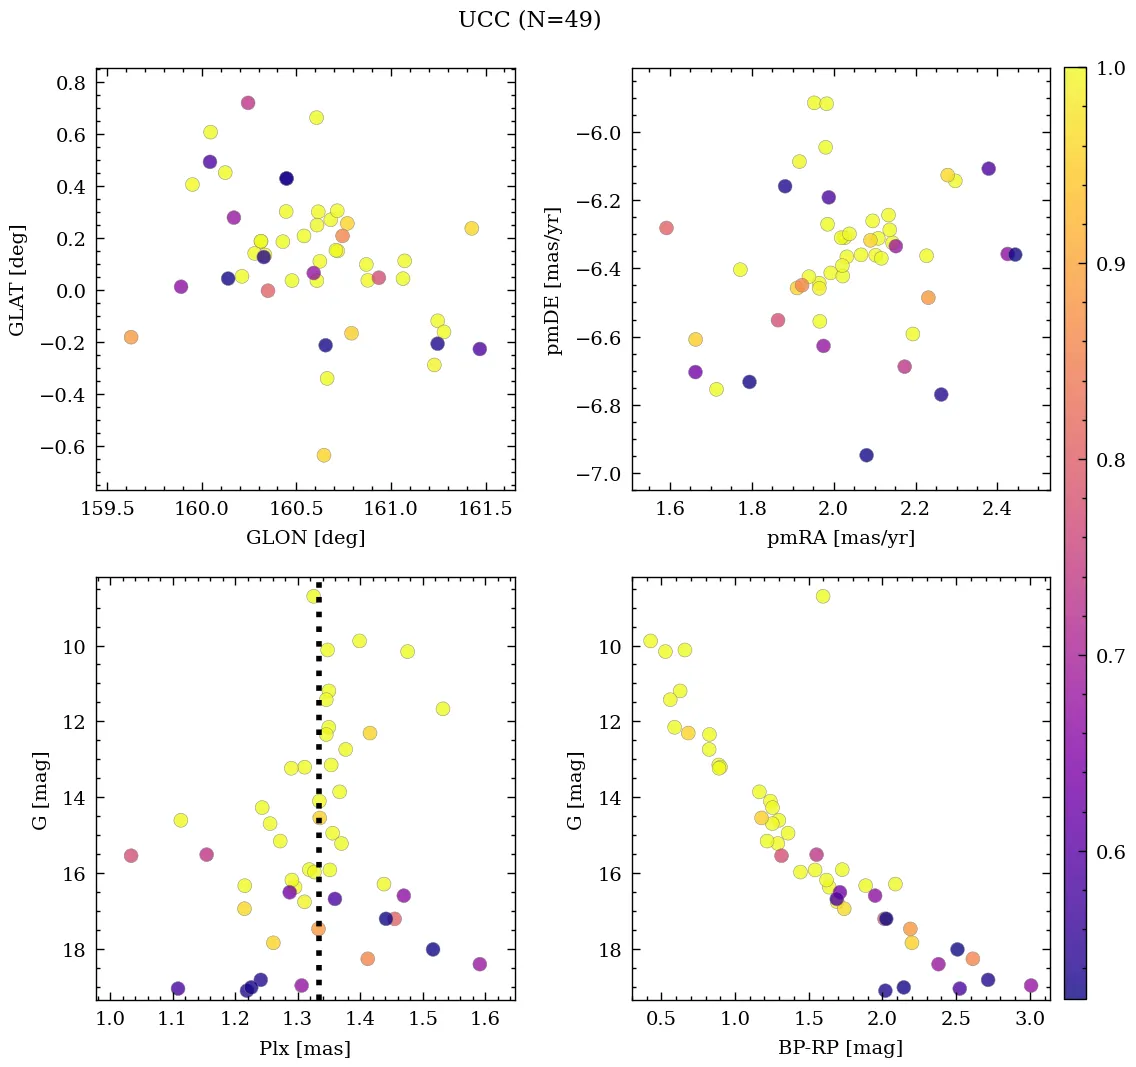 UCC (N=49)
0.8
0.6
0.4
0.2
0.0
−0.2
−0.4
−0.6
GLAT [deg]
159.5 160.0 160.5 161.0 161.5
GLON [deg]
−6.0
−6.2
−6.4
−6.6
−6.8
−7.0
pmDE [mas/yr]
1.6 1.8 2.0 2.2 2.4
pmRA [mas/yr]
10
12
14
16
18
G [mag]
1.0 1.1 1.2 1.3 1.4 1.5 1.6
Plx [mas]
10
12
14
16
18
G [mag]
0.5 1.0 1.5 2.0 2.5 3.0
BP-RP [mag]
1.0
0.9
0.8
0.7
0.6